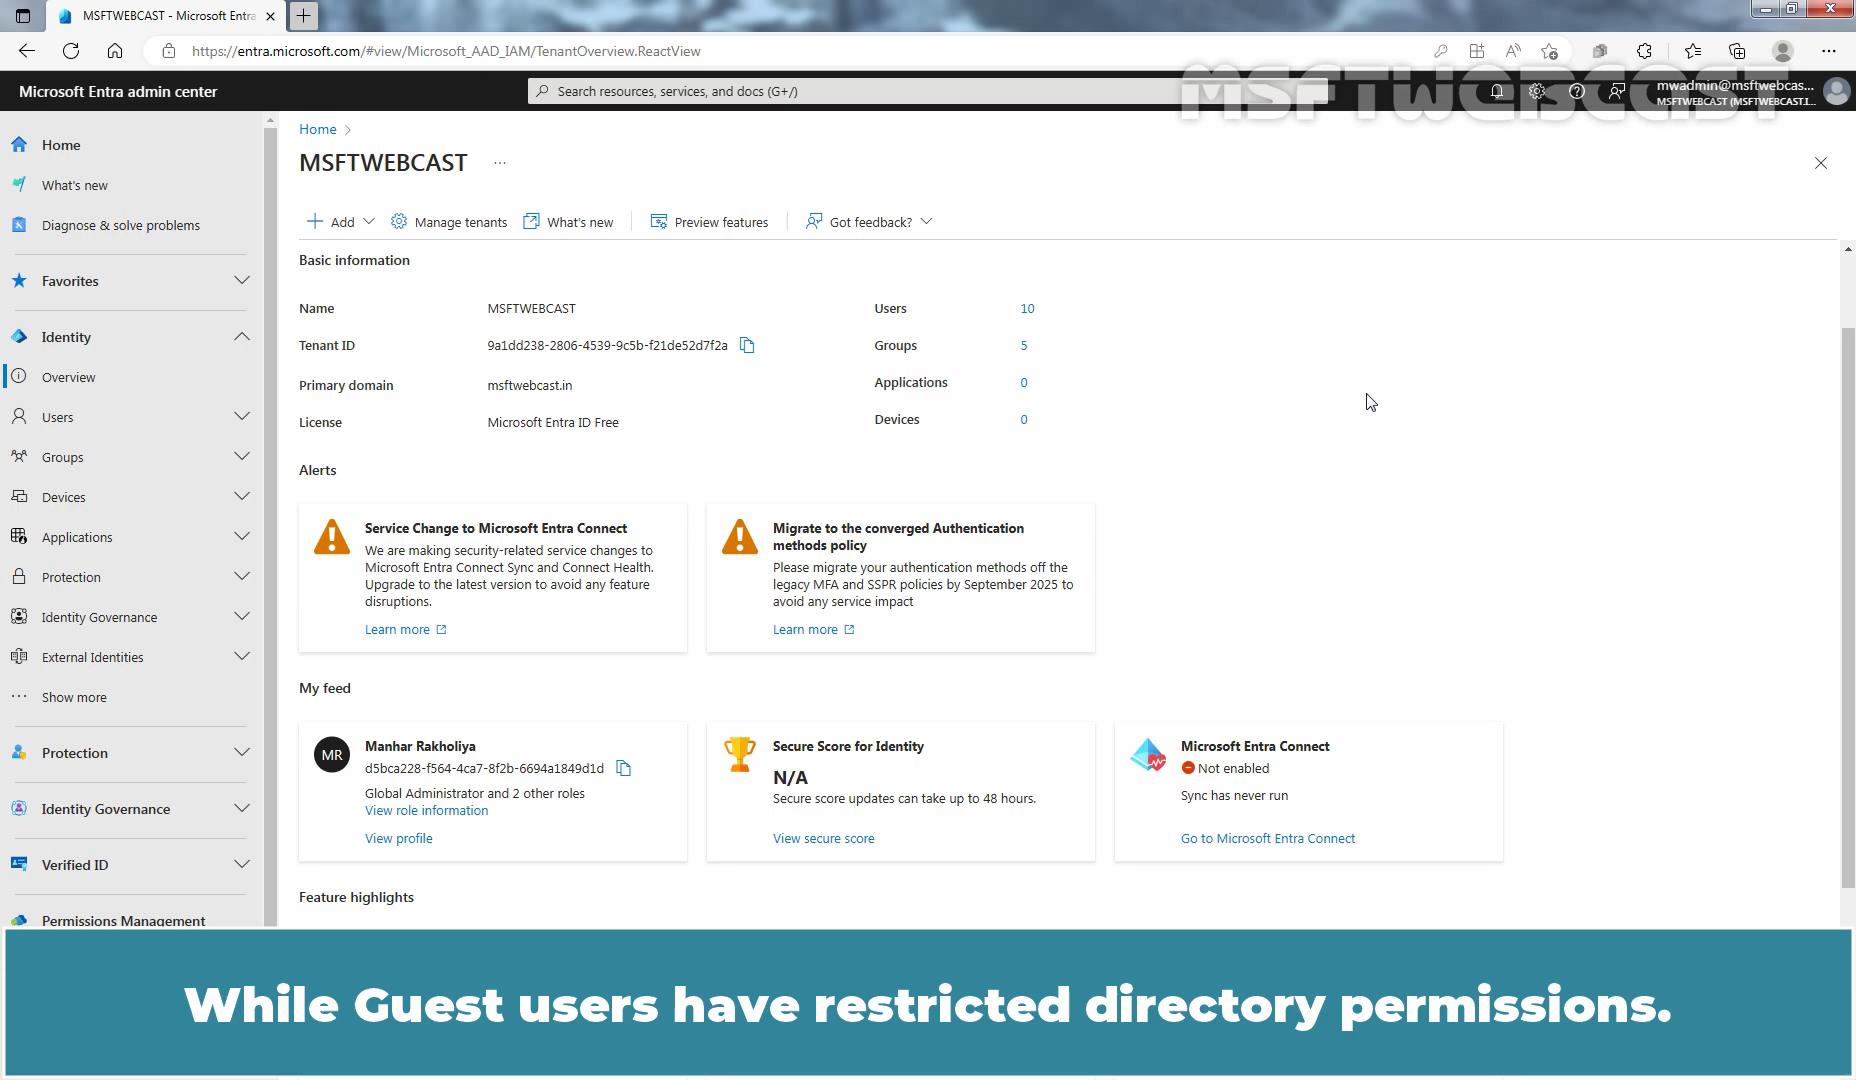 MSFTWEBCAST - Microsoft Entra
https://entra.microsoft.com/#view/Microsoft_AAD_IAM/TenantOverview.ReactView
MSFTWEBCAST
Microsoft Entra admin center
Search resources, services, and docs (G+/)
mwadmin@msftwebcas...
MSFTWEBCAST (MSFTWEBCAST.I...
Home
What's new
Diagnose & solve problems
Favorites
Identity
Overview
Users
Groups
Devices
Applications
Protection
Identity Governance
External Identities
Show more
Protection
Identity Governance
Verified ID
Permissions Management
Home
MSFTWEBCAST
Add
Manage tenants
What's new
Preview features
Got feedback?
Basic information
Name MSFTWEBCAST
Tenant ID 9a1dd238-2806-4539-9c5b-f21de52d7f2a
Primary domain msftwebcast.in
License Microsoft Entra ID Free
Users 10
Groups 5
Applications 0
Devices 0
Alerts
Service Change to Microsoft Entra Connect
We are making security-related service changes to
Microsoft Entra Connect Sync and Connect Health.
Upgrade to the latest version to avoid any feature
disruptions.
Learn more
Migrate to the converged Authentication
methods policy
Please migrate your authentication methods off the
legacy MFA and SSPR policies by September 2025 to
avoid any service impact
Learn more
My feed
MR
Manhar Rakholiya
d5bca228-f564-4ca7-8f2b-6694a1849d1d
Global Administrator and 2 other roles
View role information
View profile
Secure Score for Identity
N/A
Secure score updates can take up to 48 hours.
View secure score
Microsoft Entra Connect
Not enabled
Sync has never run
Go to Microsoft Entra Connect
Feature highlights
While Guest users have restricted directory permissions.